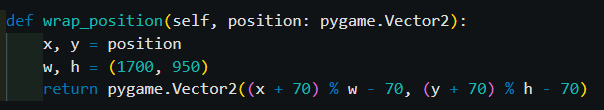 def wrap_position(self, position: pygame.Vector2):
    x, y = position
    w, h = (1700, 950)
    return pygame.Vector2((x + 70) % w - 70, (y + 70) % h - 70)